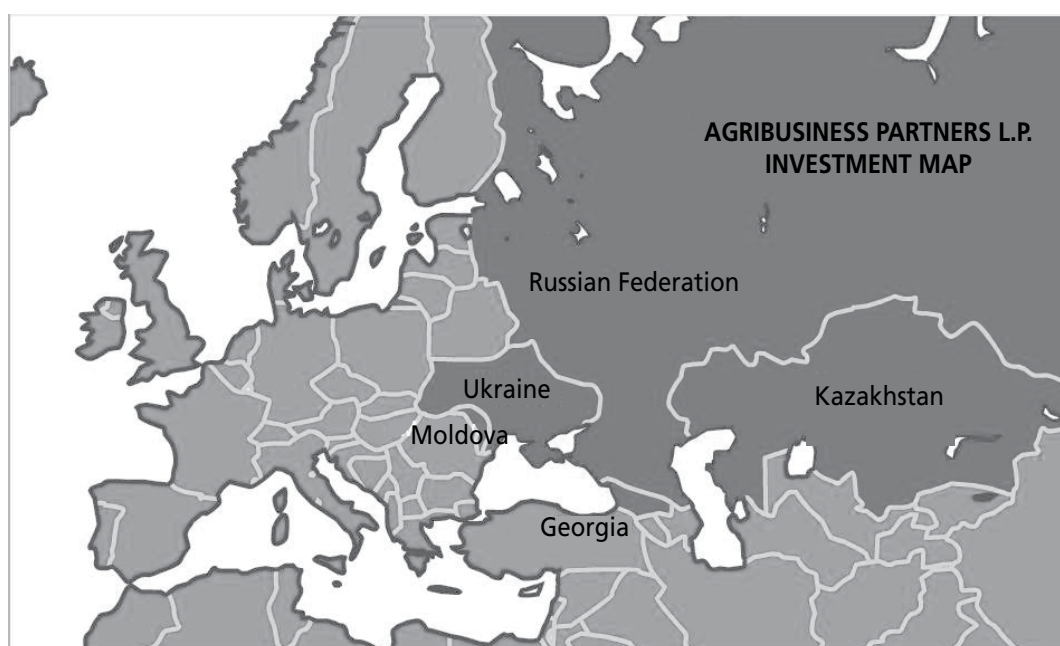 AGRIBUSINESS PARTNERS L.P.
INVESTMENT MAP
Russian Federation
Ukraine
Kazakhstan
Moldova
Georgia